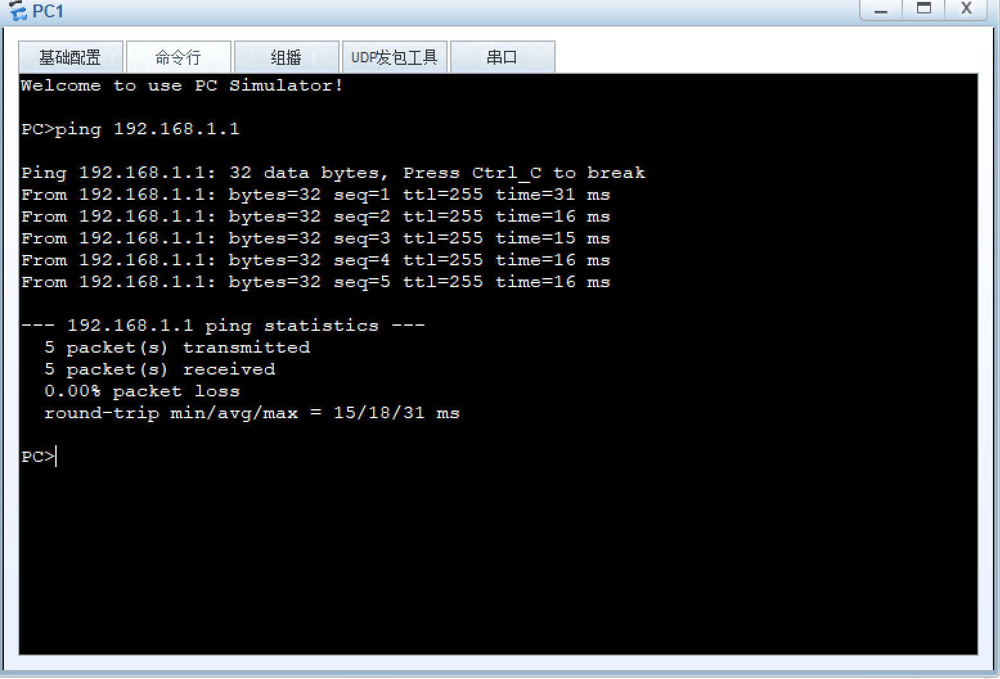 PC1
X
基础配置 命令行 组播 UDP发包工具 串口
Welcome to use PC Simulator!
PC>ping 192.168.1.1
Ping 192.168.1.1: 32 data bytes, Press Ctrl_C to break
From 192.168.1.1: bytes=32 seq=1 ttl=255 time=31 ms
From 192.168.1.1: bytes=32 seq=2 ttl=255 time=16 ms
From 192.168.1.1: bytes=32 seq=3 ttl=255 time=15 ms
From 192.168.1.1: bytes=32 seq=4 ttl=255 time=16 ms
From 192.168.1.1: bytes=32 seq=5 ttl=255 time=16 ms
--- 192.168.1.1 ping statistics ---
5 packet(s) transmitted
5 packet(s) received
0.00% packet loss
round-trip min/avg/max = 15/18/31 ms
PC>